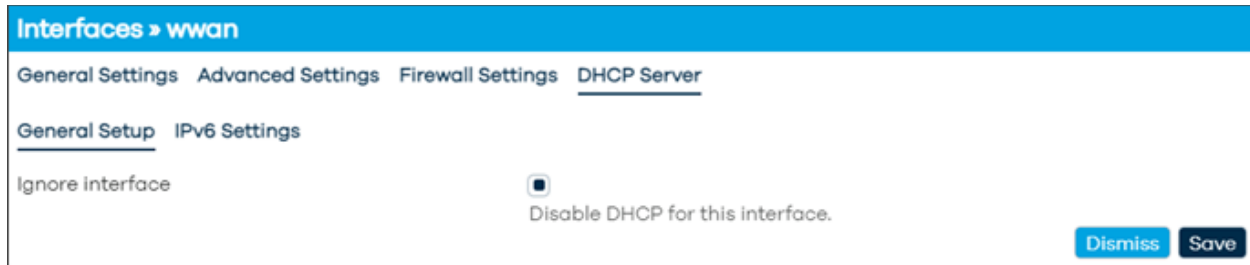 Interfaces » wwan
General Settings Advanced Settings Firewall Settings DHCP Server
General Setup IPv6 Settings
Ignore interface
Disable DHCP for this interface.
Dismiss Save